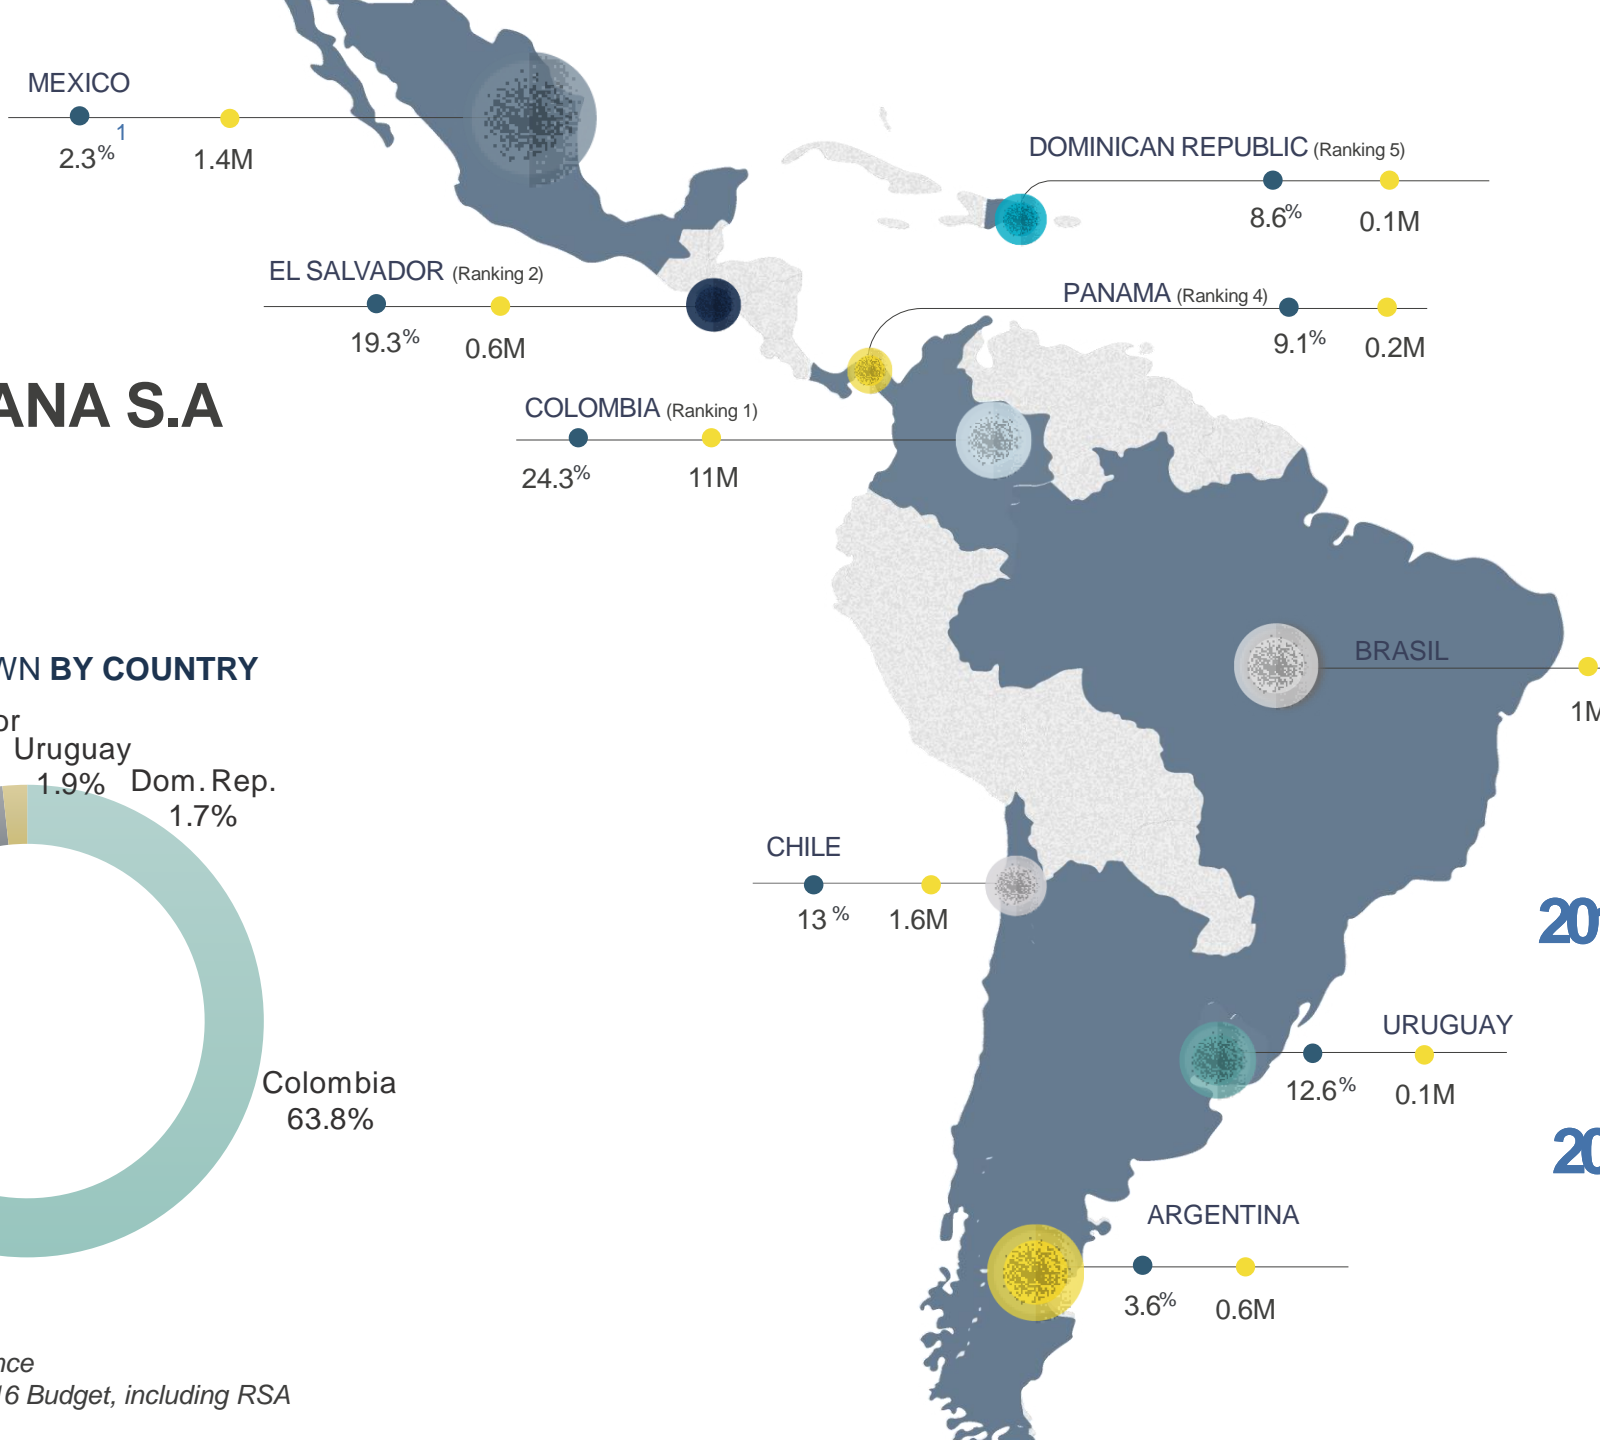 MEXICO
1
2.3% 1.4M
DOMINICAN REPUBLIC (Ranking 5)
8.6% 0.1M
EL SALVADOR (Ranking 2)
19.3% 0.6M
PANAMA (Ranking 4)
9.1% 0.2M
ANA S.A
COLOMBIA (Ranking 1)
24.3% 11M
BRASIL
1M
WN BY COUNTRY
or
Uruguay
1.9%
Dom. Rep.
1.7%
CHILE
13 % 1.6M
20
URUGUAY
12.6% 0.1M
Colombia
63.8%
20
ARGENTINA
3.6% 0.6M
nce
16 Budget, including RSA